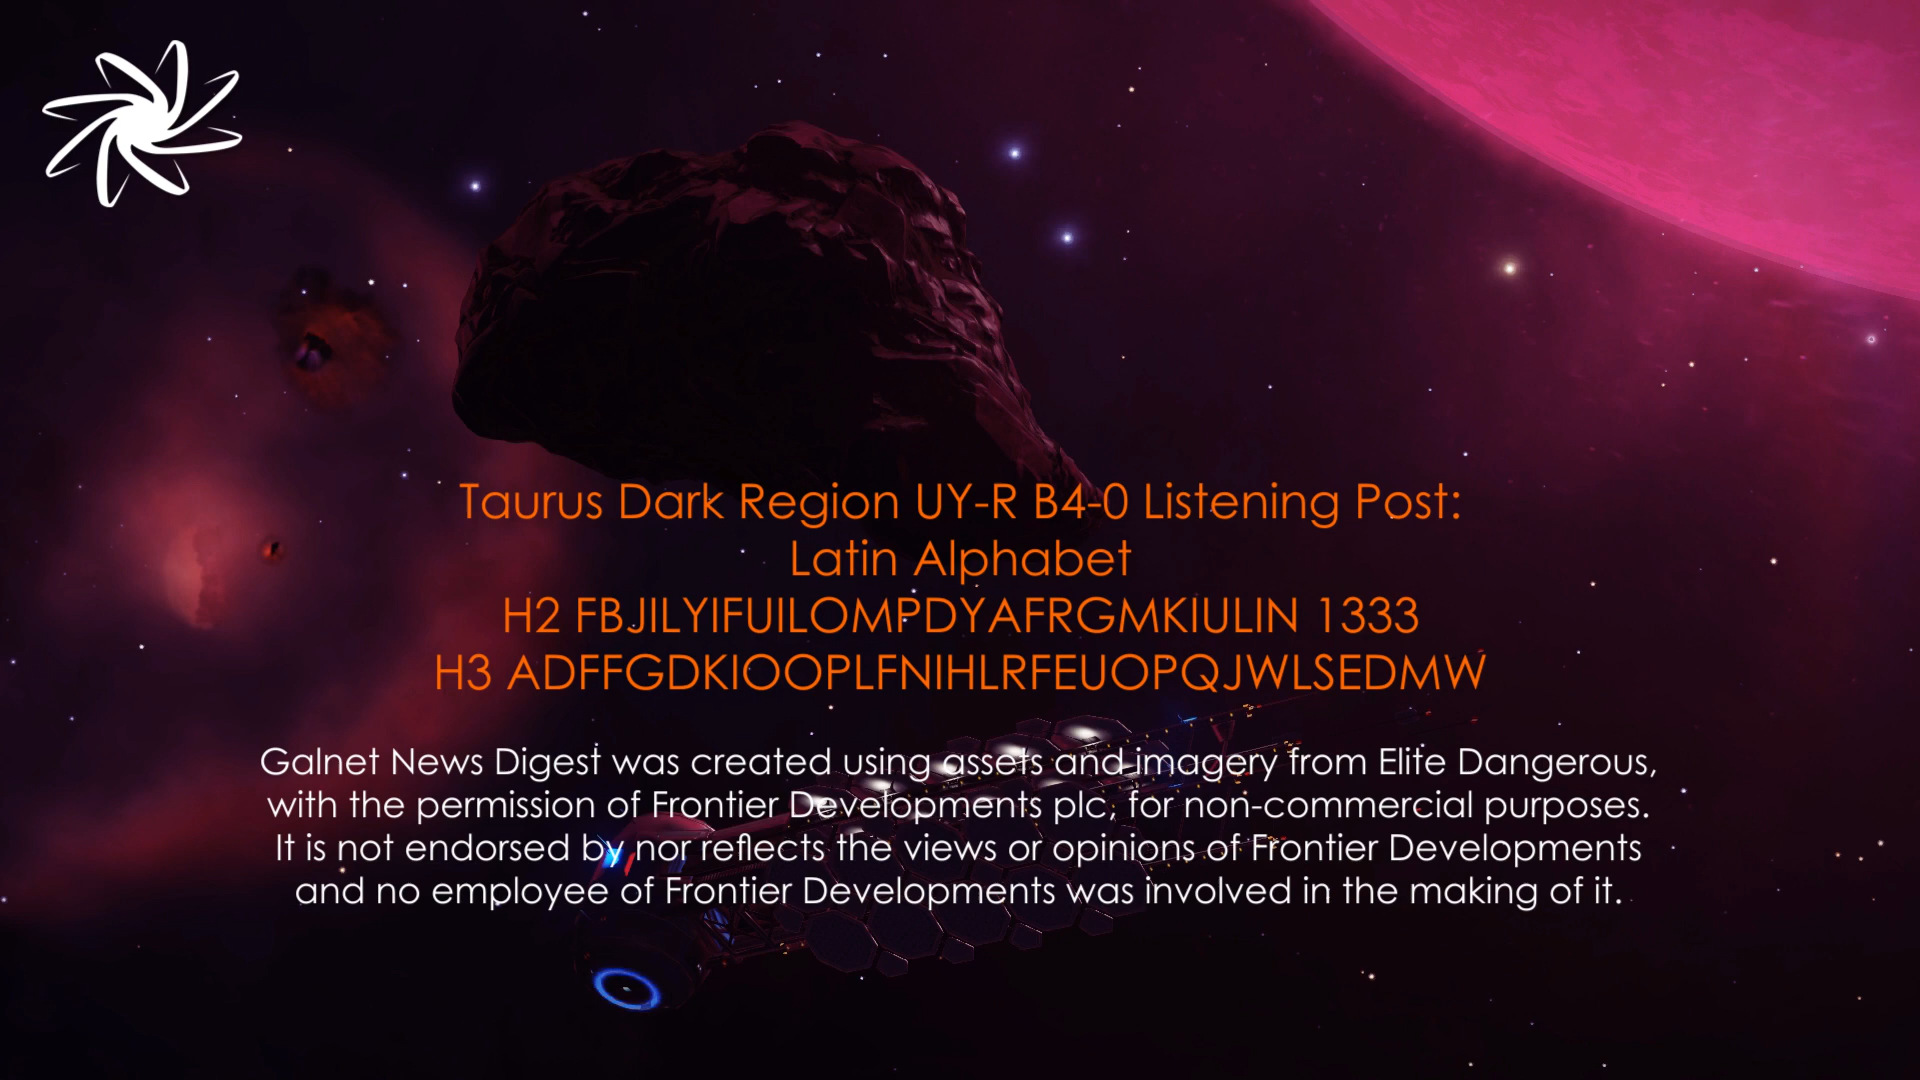 Taurus Dark Region UY-R B4-0 Listening Post:
Latin Alphabet
H2 FBJILYIFUILOMPDYAFRGMKIULIN 1333
H3 ADFFGDKIOOPLFNIHLRFEUOPQJWLSEDMW
Galnet News Digest was created using assets and imagery from Elite Dangerous,
with the permission of Frontier Developments plc, for non-commercial purposes.
It is not endorsed by nor reflects the views or opinions of Frontier Developments
and no employee of Frontier Developments was involved in the making of it.